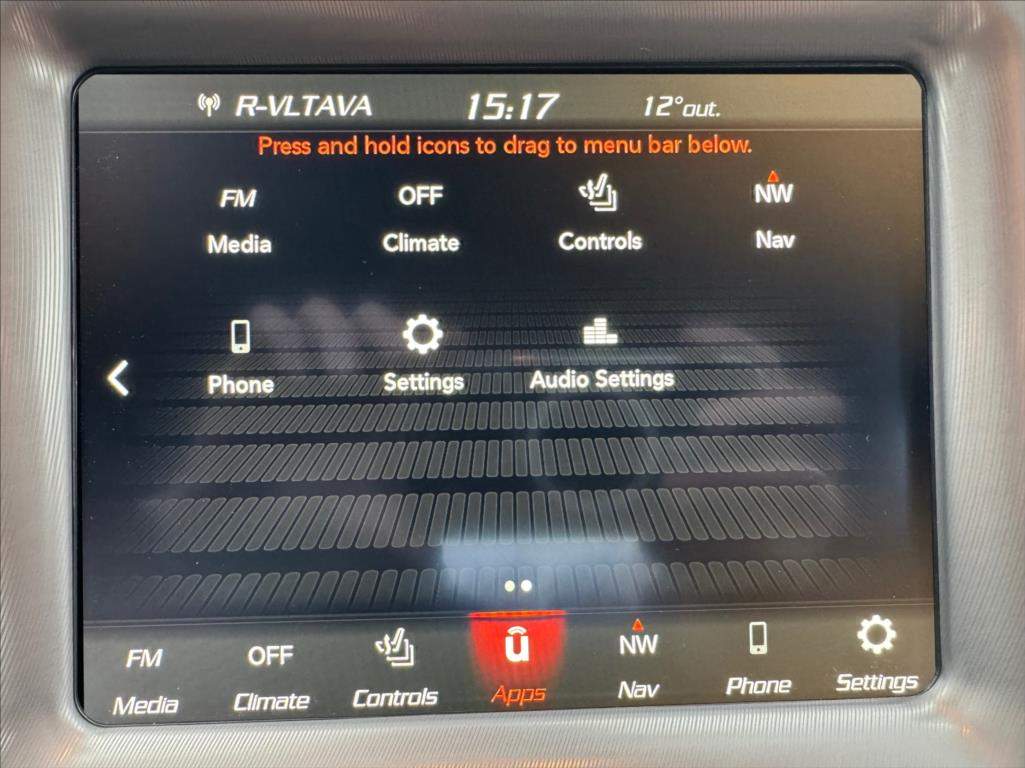 R-VLTAVA 15:17 12°out.
Press and hold icons to drag to menu bar below.
FM OFF NW
Media Climate Controls Nav
Phone Settings Audio Settings
FM OFF ū NW
Media Climate Controls Apps Nav Phone Settings